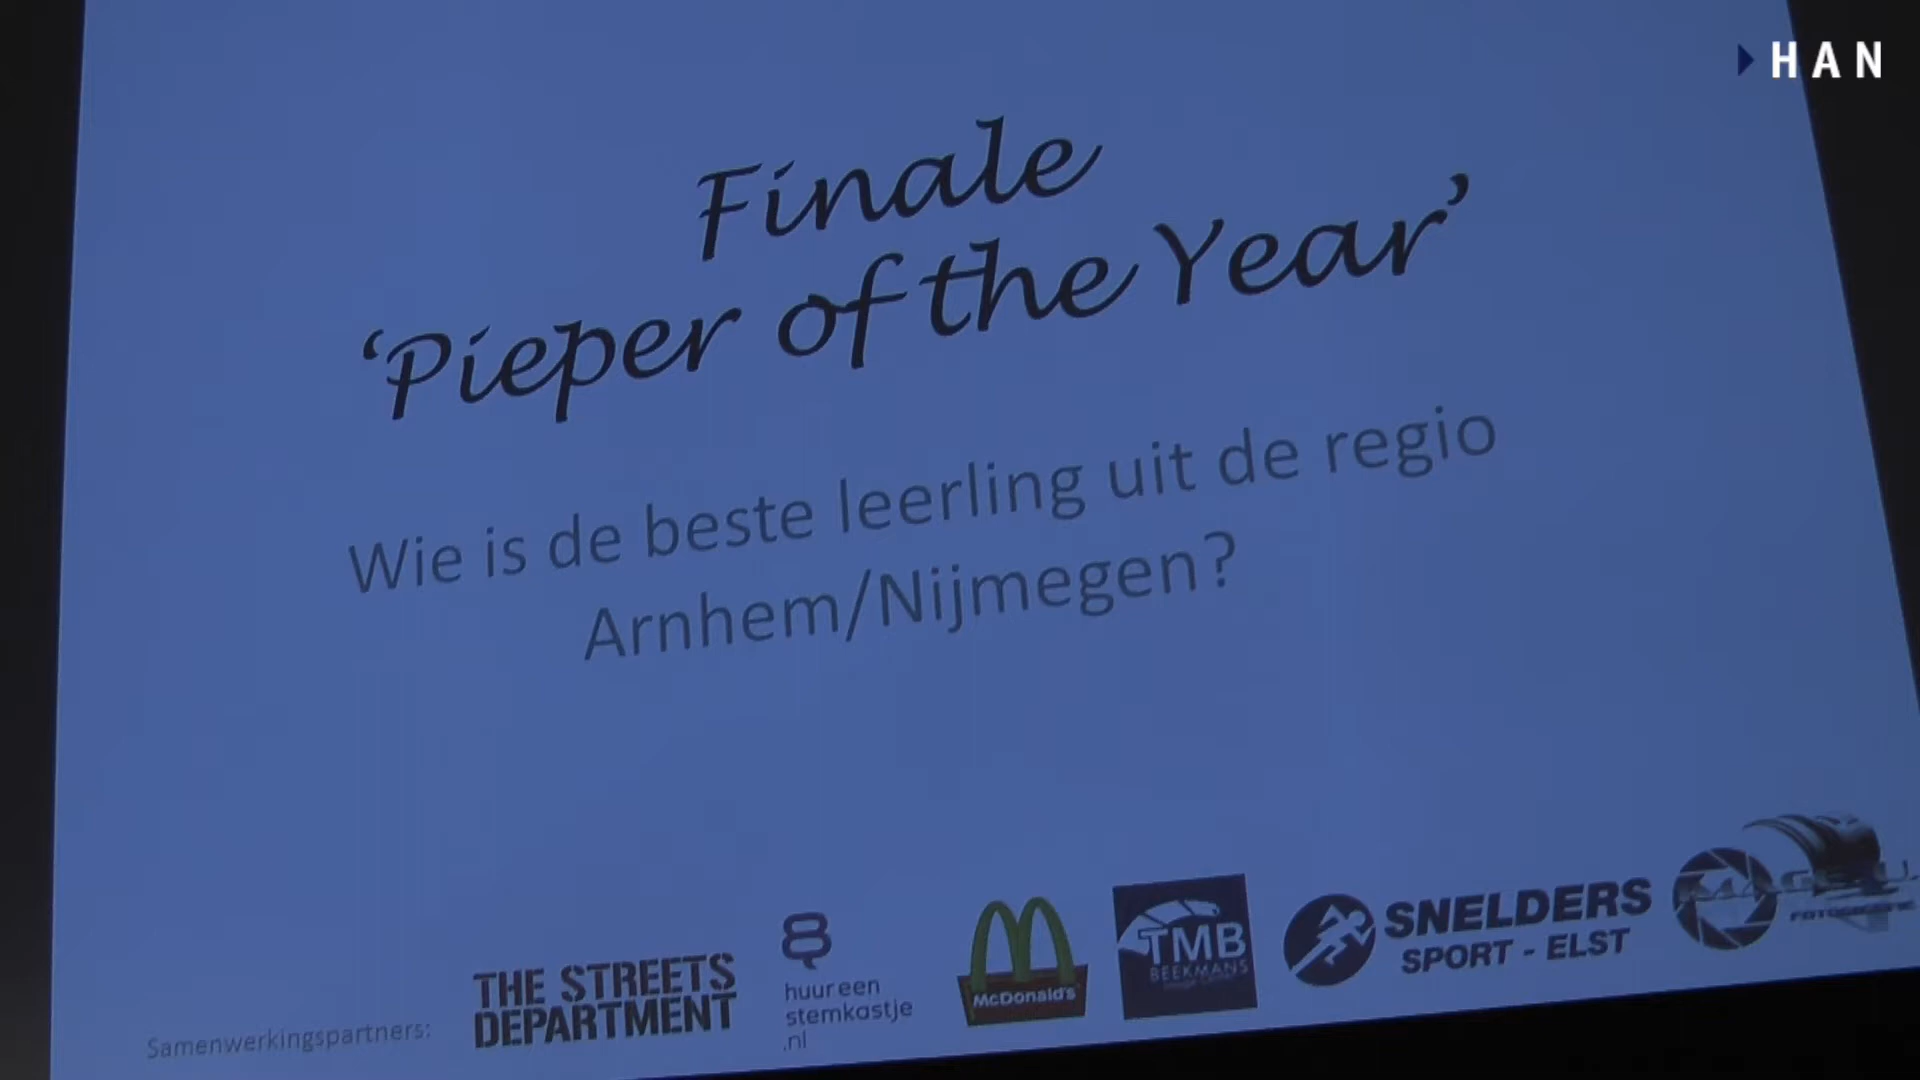 HAN
Finale
‘Pieper of the Year’
Wie is de beste leerling uit de regio
Arnhem/Nijmegen?
Samenwerkingspartners:
THE STREETS
DEPARTMENT
huur een
stemkastje
.nl
McDonald's
TMB
BEEKMANS
SNELDERS
SPORT - ELST
FOTOGRAFIE